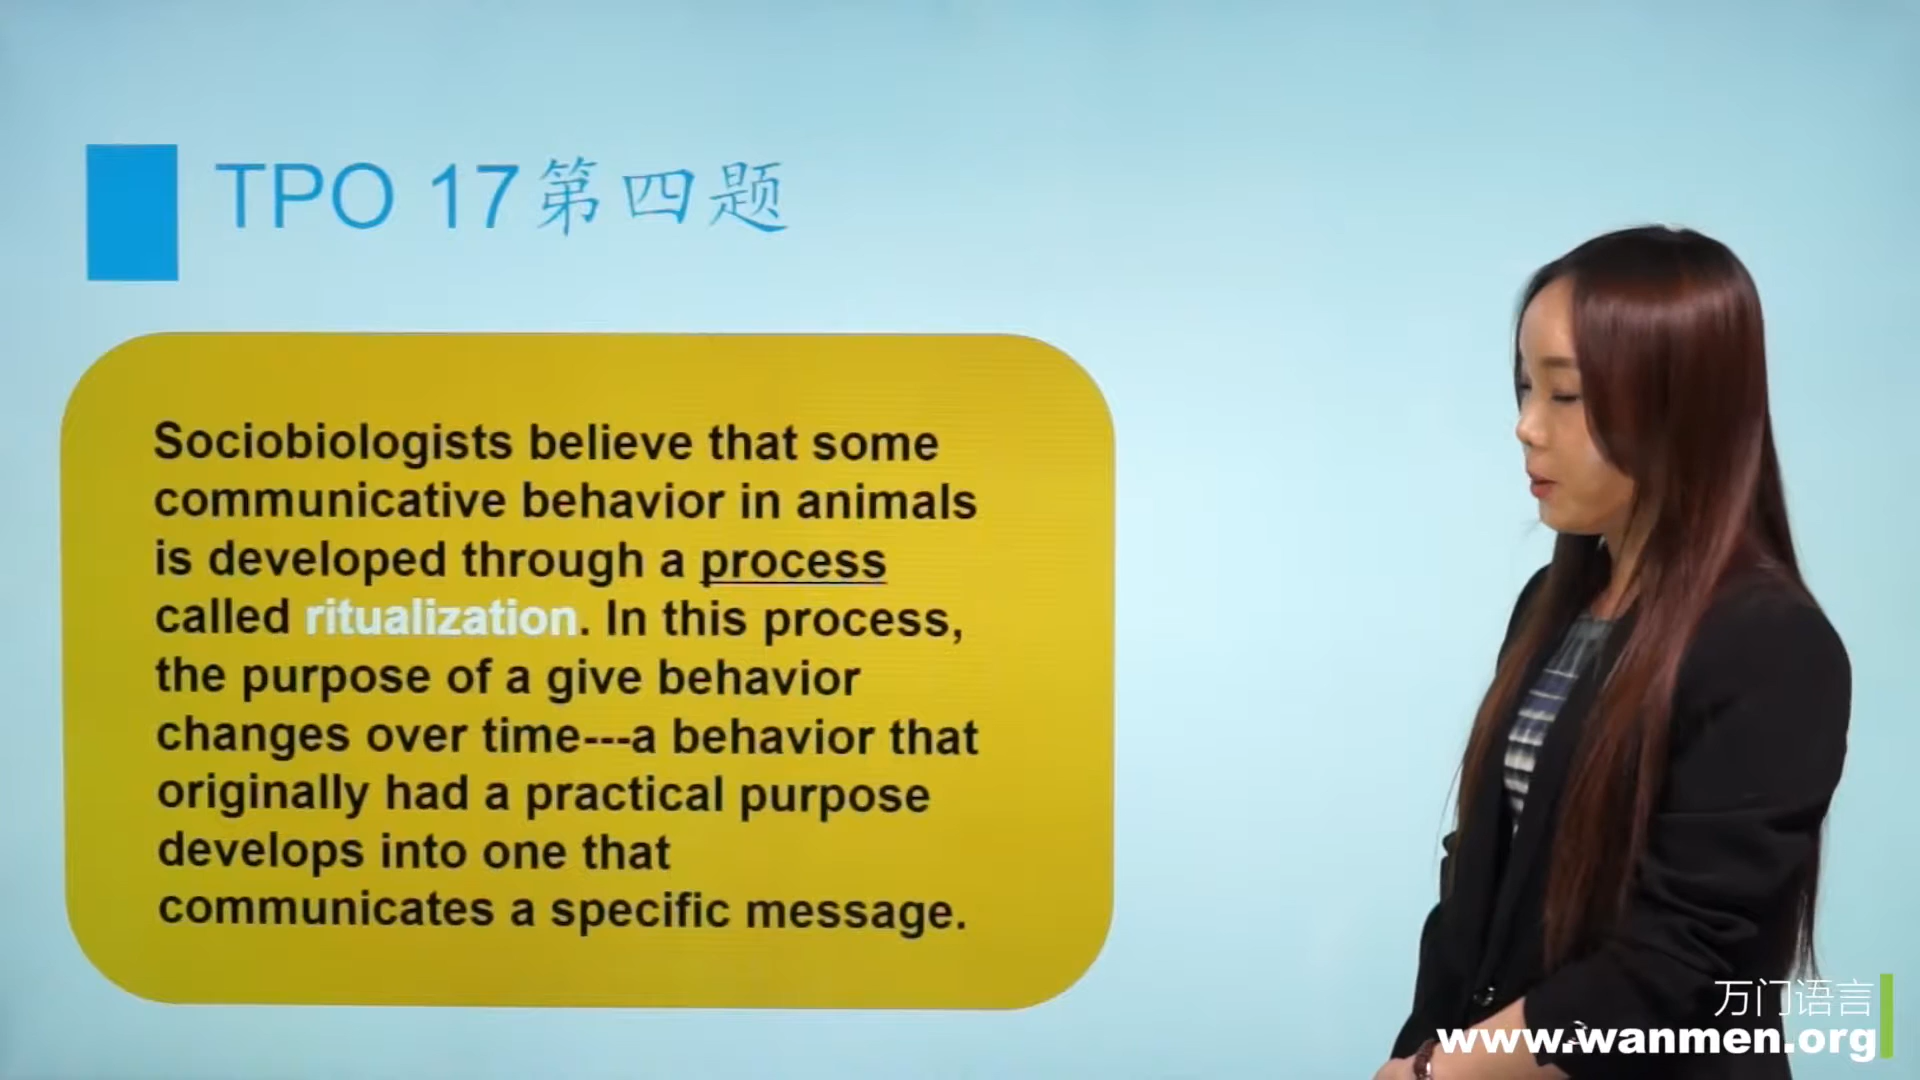 TPO 17第四题
Sociobiologists believe that some
communicative behavior in animals
is developed through a process
called ritualization. In this process,
the purpose of a give behavior
changes over time---a behavior that
originally had a practical purpose
develops into one that
communicates a specific message.
万门语言
www.wanmen.org